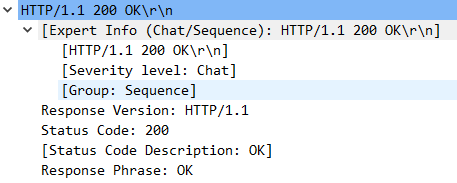 HTTP/1.1 200 OK\r\n
[Expert Info (Chat/Sequence): HTTP/1.1 200 OK\r\n]
[HTTP/1.1 200 OK\r\n]
[Severity level: Chat]
[Group: Sequence]
Response Version: HTTP/1.1
Status Code: 200
[Status Code Description: OK]
Response Phrase: OK